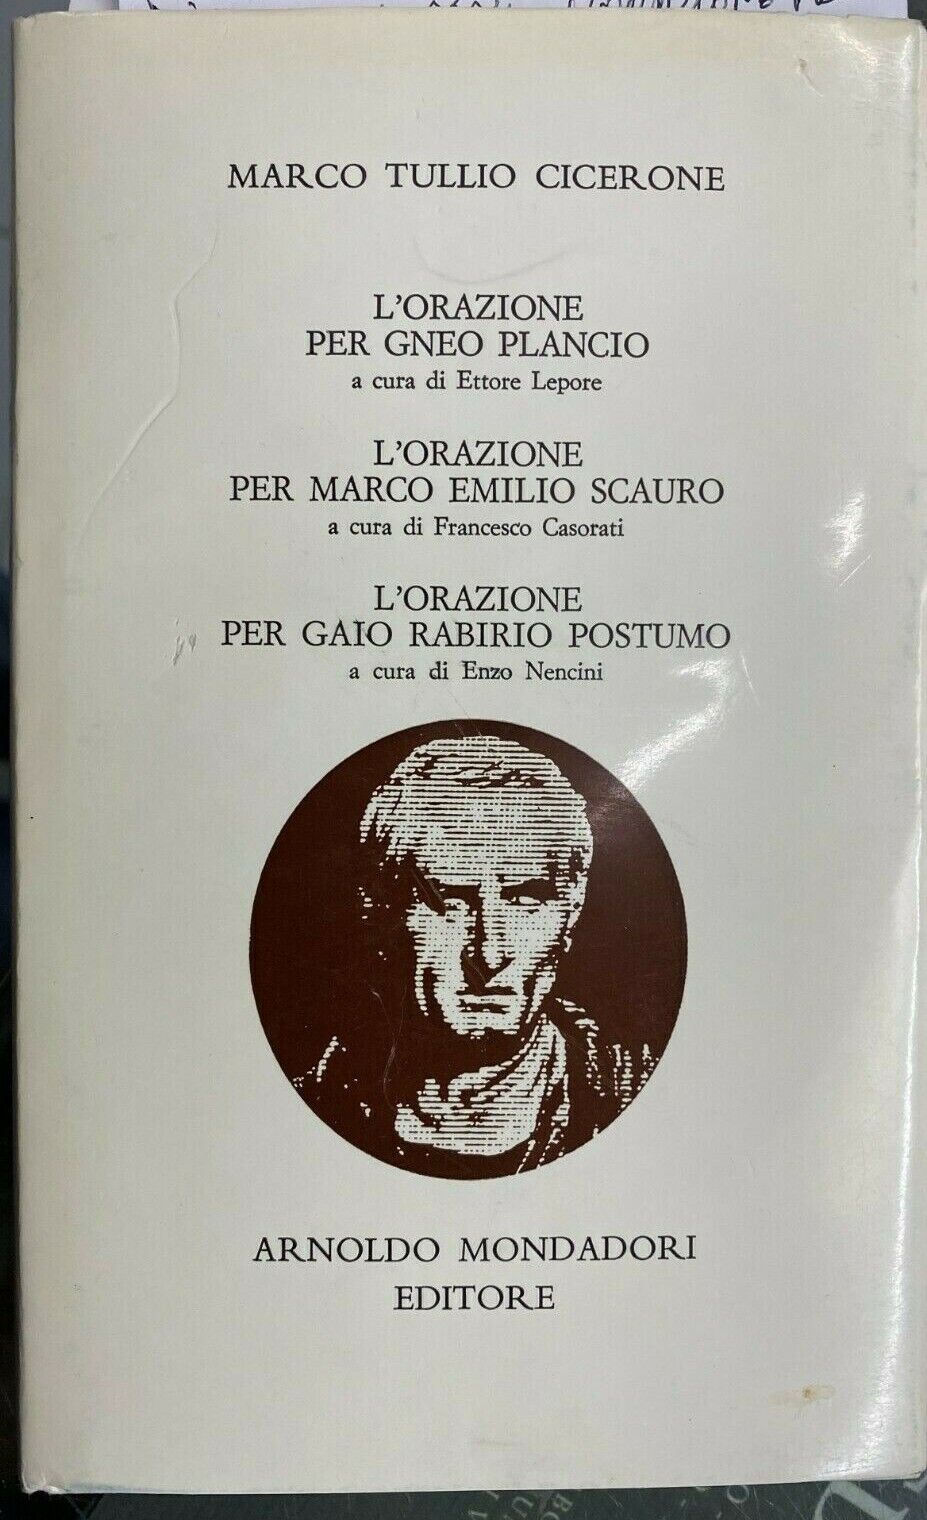 MARCO TULLIO CICERONE
L'ORAZIONE
PER GNEO PLANCIO
a cura di Ettore Lepore
L'ORAZIONE
PER MARCO EMILIO SCAURO
a cura di Francesco Casorati
L'ORAZIONE
PER GAIO RABIRIO POSTUMO
a cura di Enzo Nencini
ARNOLDO MONDADORI
EDITORE